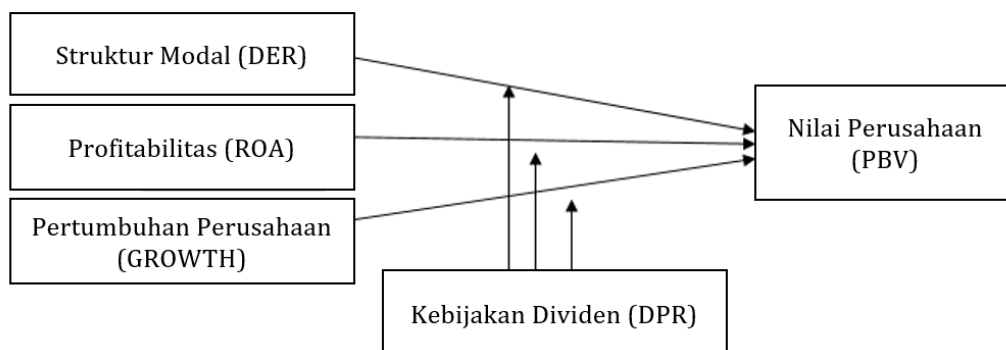 Struktur Modal (DER)
Profitabilitas (ROA)
Pertumbuhan Perusahaan
(GROWTH)
Nilai Perusahaan
(PBV)
Kebijakan Dividen (DPR)